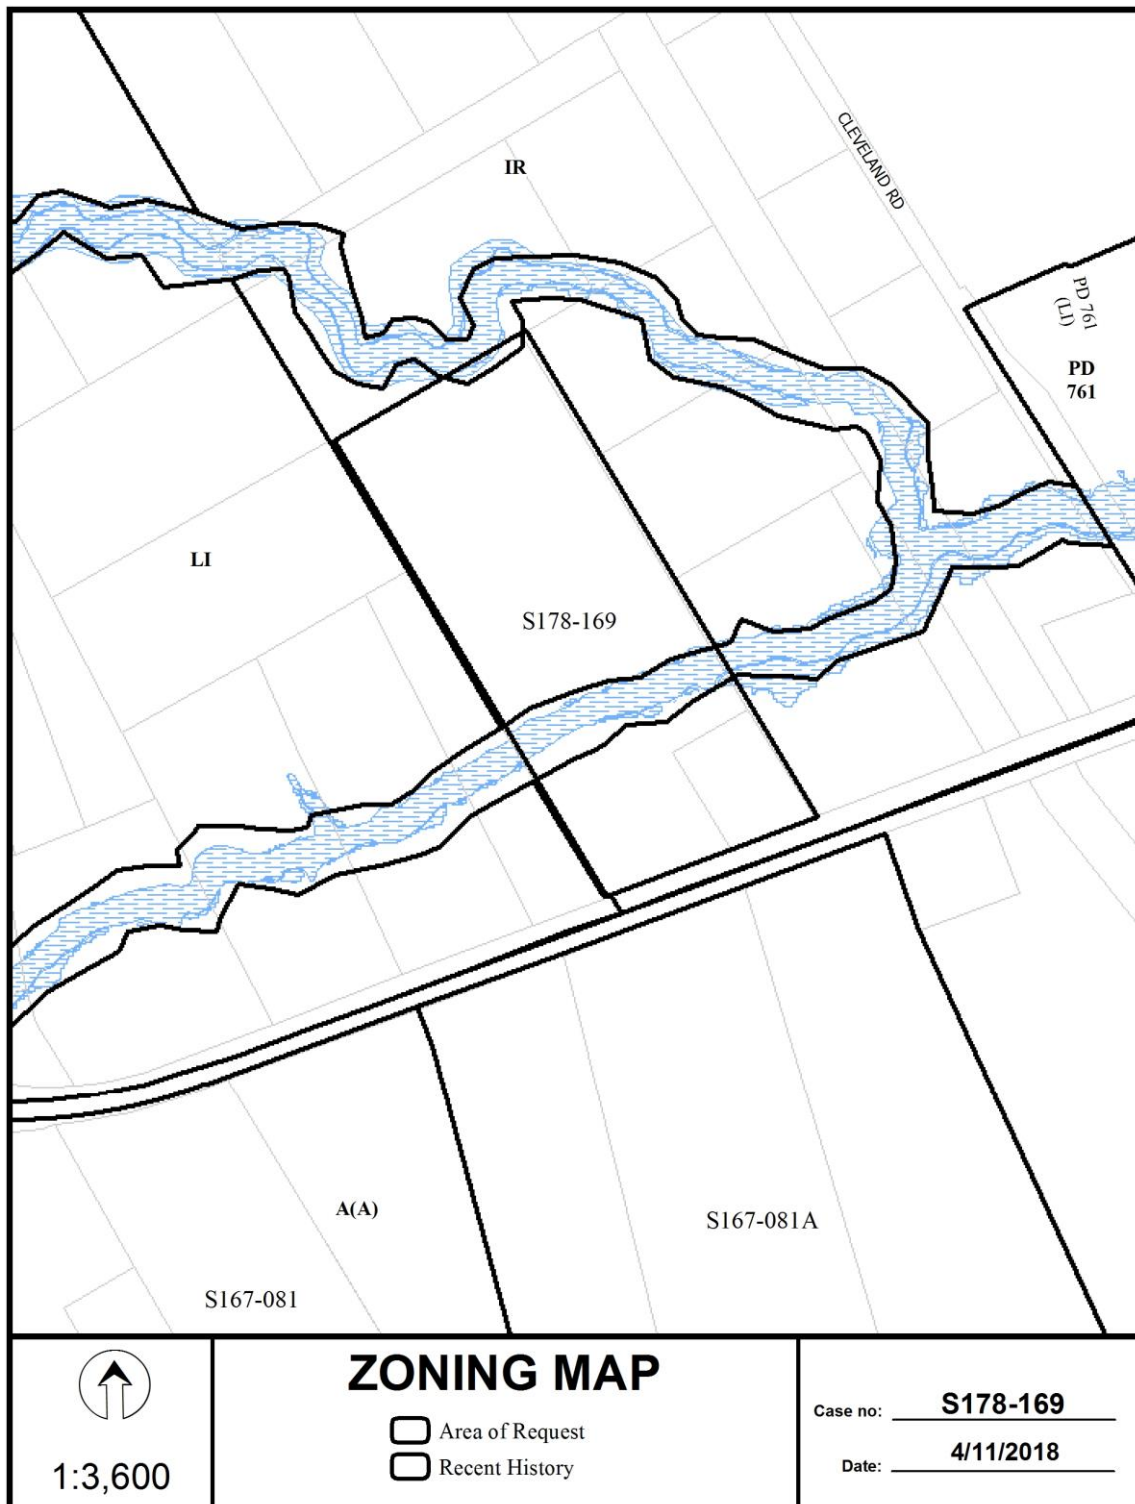 IR
CLEVELAND RD
PD 761
(LI)
PD
761
LI
S178-169
A(A)
S167-081A
S167-081
1:3,600
ZONING MAP
Area of Request
Recent History
Case no: S178-169
Date: 4/11/2018